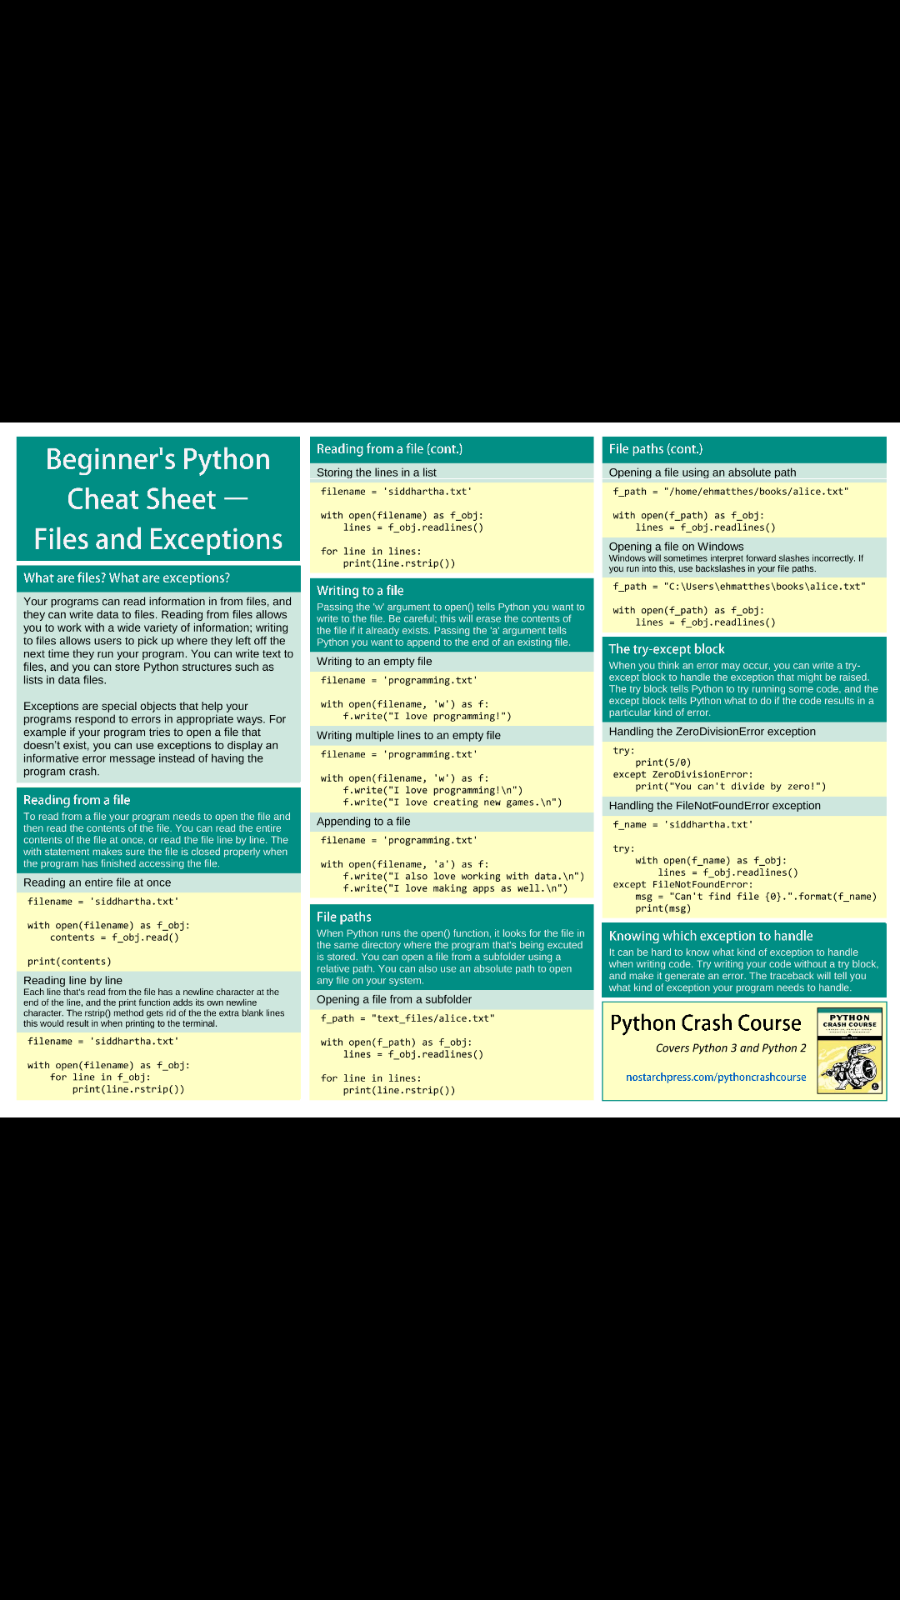 Beginner's Python
Cheat Sheet —
Files and Exceptions
What are files? What are exceptions?
Your programs can read information in from files, and
they can write data to files. Reading from files allows
you to work with a wide variety of information; writing
to files allows users to pick up where they left off the
next time they run your program. You can write text to
files, and you can store Python structures such as
lists in data files.
Exceptions are special objects that help your
programs respond to errors in appropriate ways. For
example if your program tries to open a file that
doesn't exist, you can use exceptions to display an
informative error message instead of having the
program crash.
Reading from a file
To read from a file your program needs to open the file and
then read the contents of the file. You can read the entire
contents of the file at once, or read the file line by line. The
with statement makes sure the file is closed properly when
the program has finished accessing the file.
Reading an entire file at once
filename = 'siddhartha.txt'
with open(filename) as f_obj:
    contents = f_obj.read()
print(contents)
Reading line by line
Each line that's read from the file has a newline character at the
end of the line, and the print function adds its own newline
character. The rstrip() method gets rid of the the extra blank lines
this would result in when printing to the terminal.
filename = 'siddhartha.txt'
with open(filename) as f_obj:
    for line in f_obj:
        print(line.rstrip())
Reading from a file (cont.)
Storing the lines in a list
filename = 'siddhartha.txt'
with open(filename) as f_obj:
    lines = f_obj.readlines()
for line in lines:
    print(line.rstrip())
Writing to a file
Passing the 'w' argument to open() tells Python you want to
write to the file. Be careful; this will erase the contents of
the file if it already exists. Passing the 'a' argument tells
Python you want to append to the end of an existing file.
Writing to an empty file
filename = 'programming.txt'
with open(filename, 'w') as f:
    f.write("I love programming!")
Writing multiple lines to an empty file
filename = 'programming.txt'
with open(filename, 'w') as f:
    f.write("I love programming!\n")
    f.write("I love creating new games.\n")
Appending to a file
filename = 'programming.txt'
with open(filename, 'a') as f:
    f.write("I also love working with data.\n")
    f.write("I love making apps as well.\n")
File paths
When Python runs the open() function, it looks for the file in
the same directory where the program that's being excuted
is stored. You can open a file from a subfolder using a
relative path. You can also use an absolute path to open
any file on your system.
Opening a file from a subfolder
f_path = "text_files/alice.txt"
with open(f_path) as f_obj:
    lines = f_obj.readlines()
for line in lines:
    print(line.rstrip())
File paths (cont.)
Opening a file using an absolute path
f_path = "/home/ehmatthes/books/alice.txt"
with open(f_path) as f_obj:
    lines = f_obj.readlines()
Opening a file on Windows
Windows will sometimes interpret forward slashes incorrectly. If
you run into this, use backslashes in your file paths.
f_path = "C:\Users\ehmatthes\books\alice.txt"
with open(f_path) as f_obj:
    lines = f_obj.readlines()
The try-except block
When you think an error may occur, you can write a try-
except block to handle the exception that might be raised.
The try block tells Python to try running some code, and the
except block tells Python what to do if the code results in a
particular kind of error.
Handling the ZeroDivisionError exception
try:
    print(5/0)
except ZeroDivisionError:
    print("You can't divide by zero!")
Handling the FileNotFoundError exception
f_name = 'siddhartha.txt'
try:
    with open(f_name) as f_obj:
        lines = f_obj.readlines()
except FileNotFoundError:
    msg = "Can't find file {0}.".format(f_name)
    print(msg)
Knowing which exception to handle
It can be hard to know what kind of exception to handle
when writing code. Try writing your code without a try block,
and make it generate an error. The traceback will tell you
what kind of exception your program needs to handle.
Python Crash Course
Covers Python 3 and Python 2
nostarchpress.com/pythoncrashcourse
PYTHON
CRASH COURSE